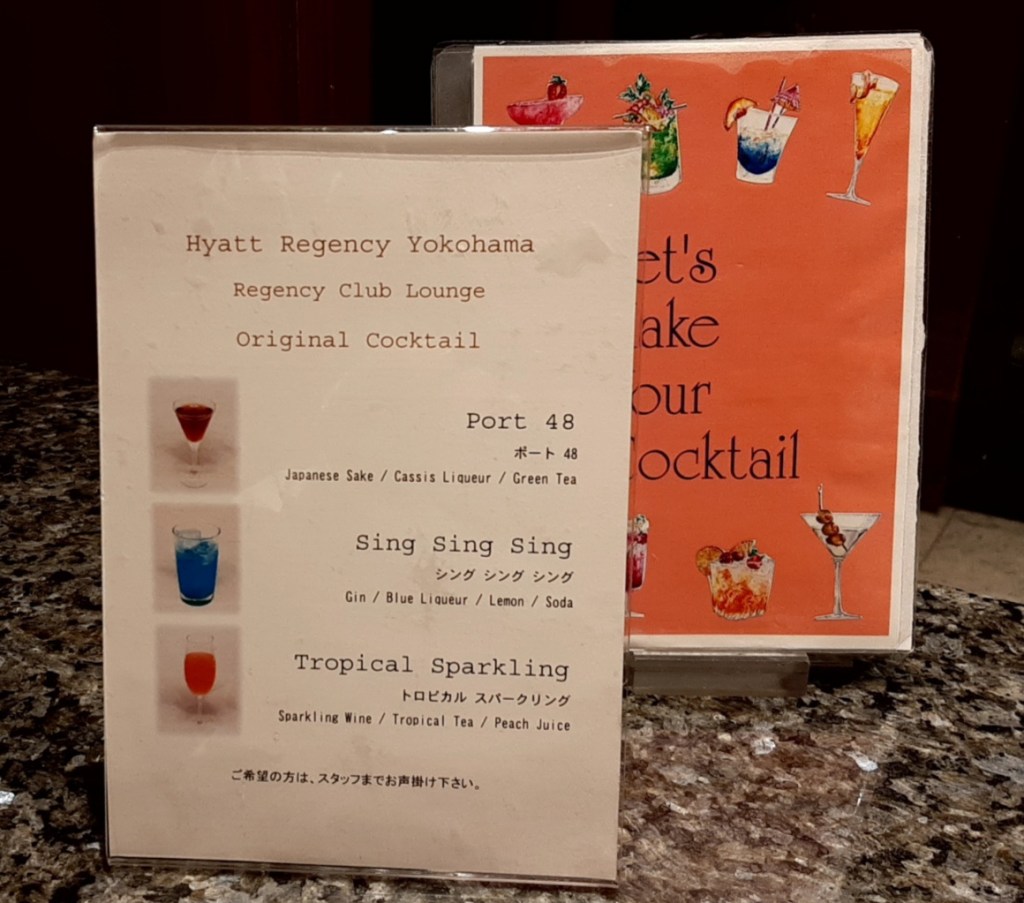 Hyatt Regency Yokohama
Regency Club Lounge
Original Cocktail
Port 48
ポート 48
Japanese Sake / Cassis Liqueur / Green Tea
Sing Sing Sing
シング シング シング
Gin / Blue Liqueur / Lemon / Soda
Tropical Sparkling
トロピカル スパークリング
Sparkling Wine / Tropical Tea / Peach Juice
ご希望の方は、スタッフまでお声掛け下さい。
et's
ake
our
ocktail